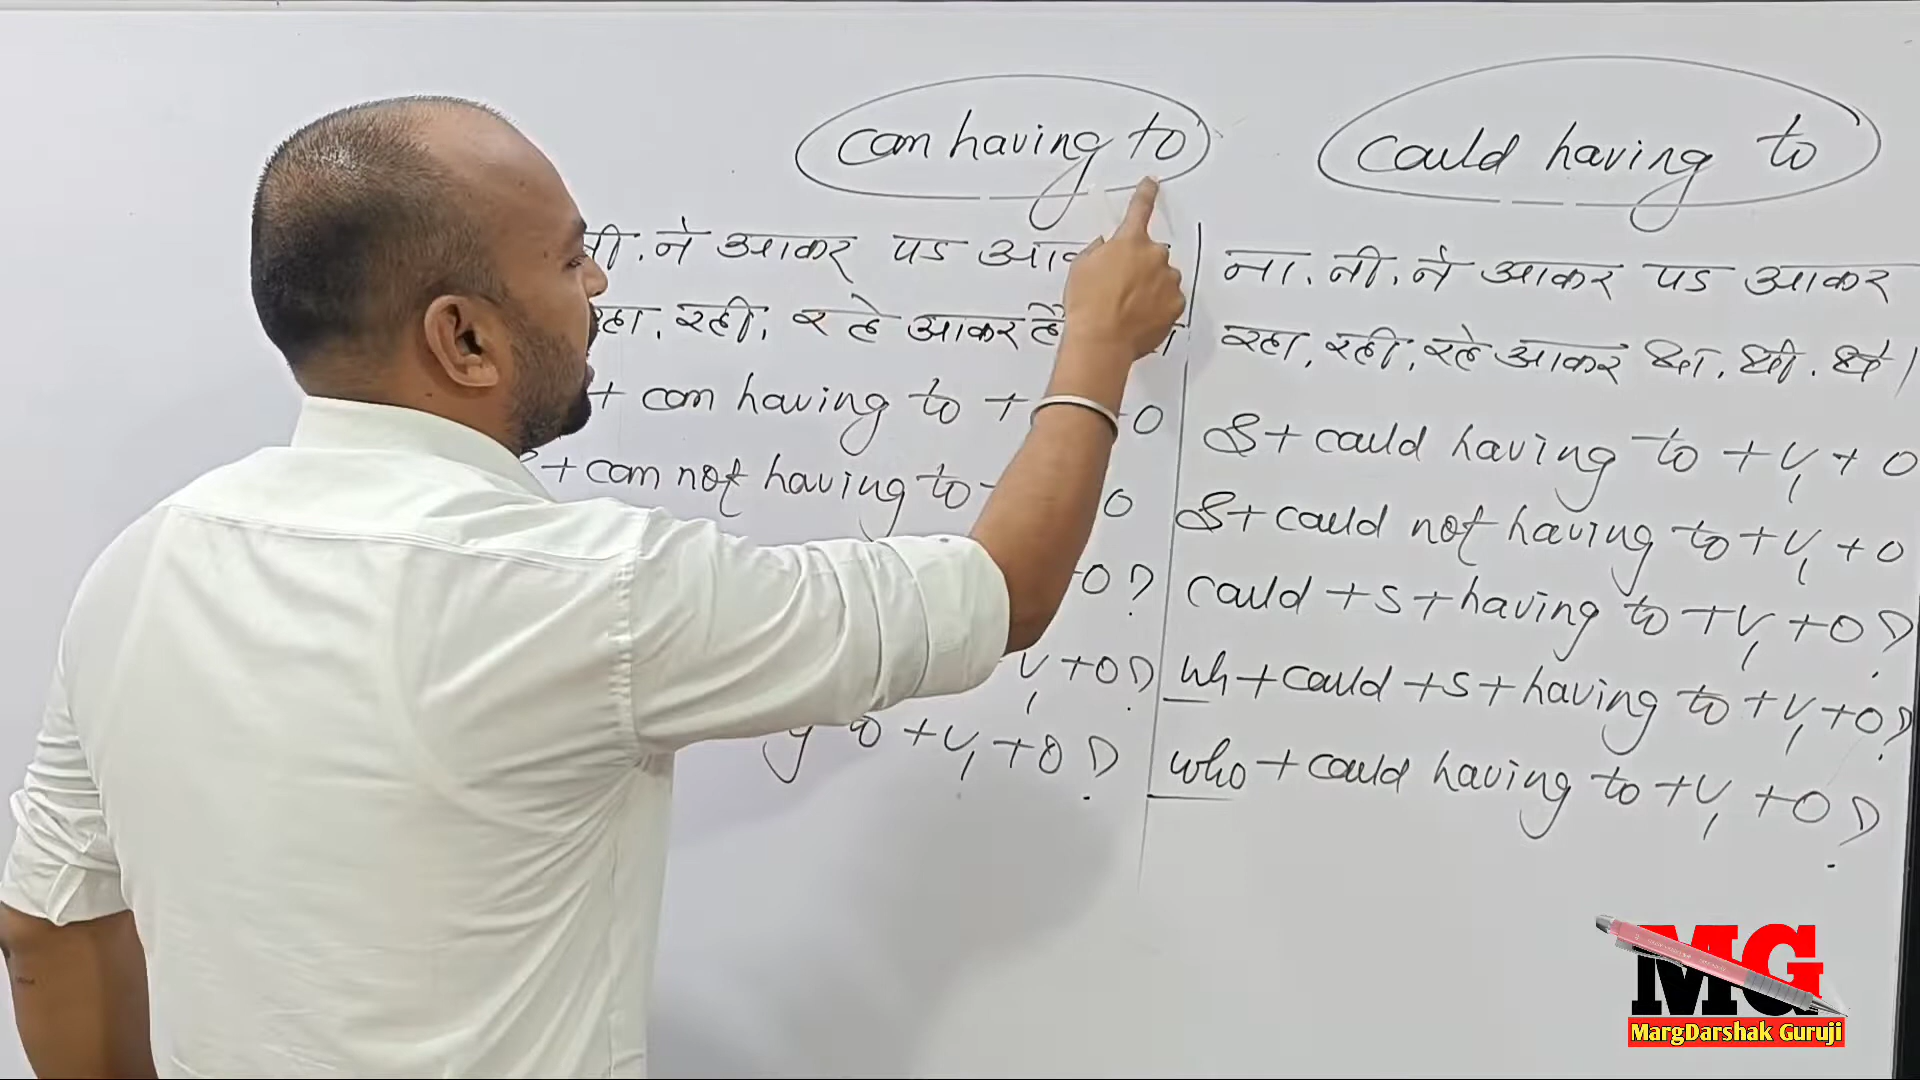 can having to
could having to
नी. ने आकर पड
रहा, रही, रहे आकर है
+ can having to + O
+ can not having to O
+ O ?
V₁ + O ?
to + V₁ + O ?
ना. नी. ने आकर पड आकर
रहा, रही, रहे आकर था. थी. थे।
S + could having to + V₁ + O
S + could not having to + V₁ + O
could + S + having to + V₁ + O ?
wh + could + S + having to + V₁ + O ?
who + could having to + V₁ + O ?
MG
MargDarshak Guruji